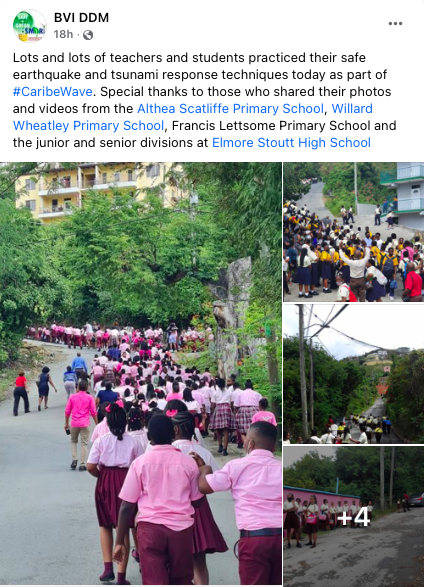 BVI DDM
18h ·
Lots and lots of teachers and students practiced their safe
earthquake and tsunami response techniques today as part of
#CaribeWave. Special thanks to those who shared their photos
and videos from the Althea Scatliffe Primary School, Willard
Wheatley Primary School, Francis Lettsome Primary School and
the junior and senior divisions at Elmore Stoutt High School
+4